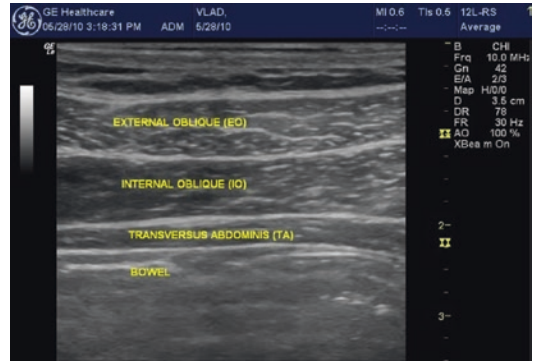 GE Healthcare VLAD, MI 0.6 TIs 0.5 12L-RS
05/28/10 3:18:31 PM ADM 5/28/10 --:--:-- Average
B CHI
Frq 10.0 MHz
Gn 42
E/A 2/3
Map H/0/0
D 3.5 cm
DR 78
FR 30 Hz
AO 100 %
XBeam On
EXTERNAL OBLIQUE (EO)
INTERNAL OBLIQUE (IO)
TRANSVERSUS ABDOMINIS (TA)
BOWEL
2
3